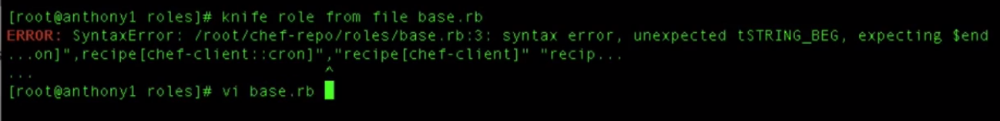 [root@anthony1 roles]# knife role from file base.rb
ERROR: SyntaxError: /root/chef-repo/roles/base.rb:3: syntax error, unexpected tSTRING_BEG, expecting $end
...on]",recipe[chef-client::cron]","recipe[chef-client]" "recip...
... ^
[root@anthony1 roles]# vi base.rb